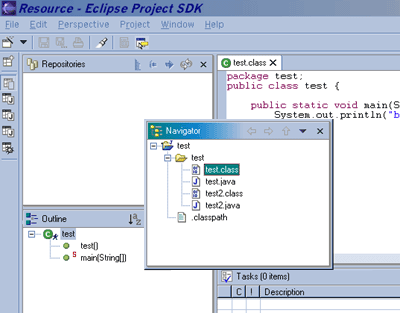 Resource - Eclipse Project SDK
File Edit Perspective Project Window Help
Repositories
test.class
package test;
public class test {
public static void main(S
System.out.println("b
Navigator
test
test
test.class
test.java
test2.class
test2.java
.classpath
Outline
test
test()
main(String[])
Tasks (0 items)
C ! Description